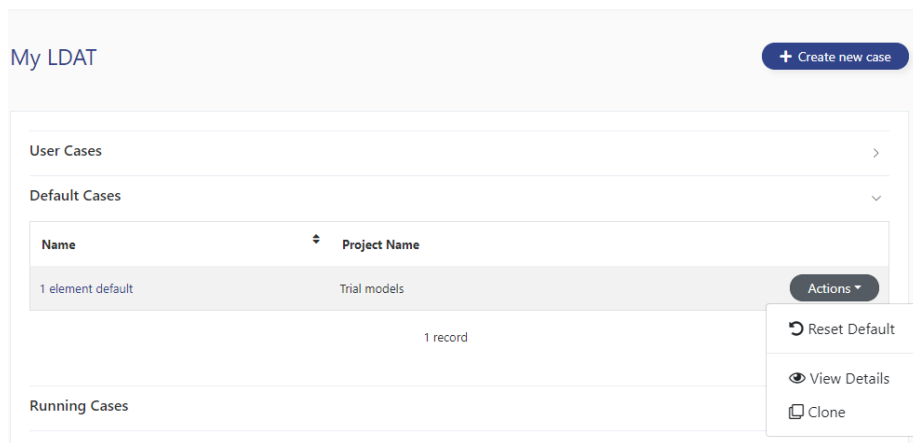 My LDAT
Create new case
User Cases
Default Cases
Name Project Name
1 element default Trial models Actions
1 record
Reset Default
View Details
Clone
Running Cases